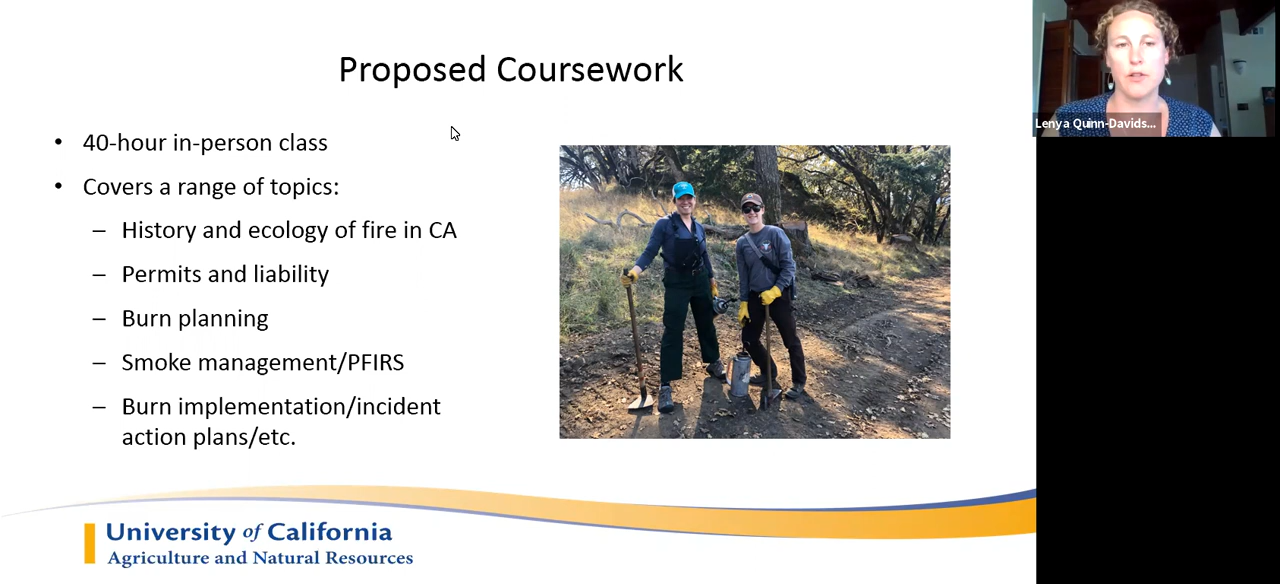 Proposed Coursework
• 40-hour in-person class
• Covers a range of topics:
– History and ecology of fire in CA
– Permits and liability
– Burn planning
– Smoke management/PFIRS
– Burn implementation/incident
action plans/etc.
University of California
Agriculture and Natural Resources
Lenya Quinn-Davids...